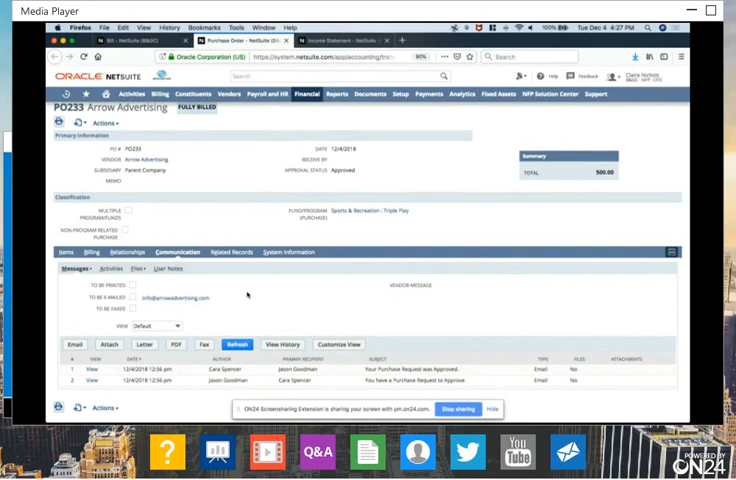 Media Player
Firefox File Edit View History Bookmarks Tools Window Help
100% Tue Dec 4 4:27 PM
Bill - NetSuite (B&GC) Purchase Order - NetSuite (B&GC) Income Statement - NetSuite
Oracle Corporation (US) https://system.netsuite.com/app/accounting/tran 90% Search
ORACLE NETSUITE Search Help Feedback Claire Nichols
Activities Billing Constituents Vendors Payroll and HR Financial Reports Documents Setup Payments Analytics Fixed Assets NFP Solution Center Support
PO233 Arrow Advertising FULLY BILLED
Actions
Primary Information
PO # PO233
VENDOR Arrow Advertising
SUBSIDIARY Parent Company
MEMO
DATE 12/4/2018
RECEIVE BY
APPROVAL STATUS Approved
Summary
TOTAL 500.00
Classification
MULTIPLE
PROGRAM/FUNDS
NON-PROGRAM RELATED
PURCHASE
FUND/PROGRAM Sports & Recreation : Triple Play
(PURCHASE)
Items Billing Relationships Communication Related Records System Information
Messages Activities Files User Notes
TO BE PRINTED
TO BE E-MAILED info@arrowadvertising.com
TO BE FAXED
VENDOR MESSAGE
VIEW Default
Email Attach Letter PDF Fax Refresh View History Customize View
# VIEW DATE AUTHOR PRIMARY RECIPIENT SUBJECT TYPE FILES ATTACHMENTS
1 View 12/4/2018 12:56 pm Cara Spencer Jason Goodman Your Purchase Request was Approved. Email No
2 View 12/4/2018 12:56 pm Jason Goodman Cara Spencer You have a Purchase Request to Approve Email No
Actions
ON24 Screensharing Extension is sharing your screen with pm.on24.com. Stop sharing Hide
? Q&A You Tube
POWERED BY
ON24